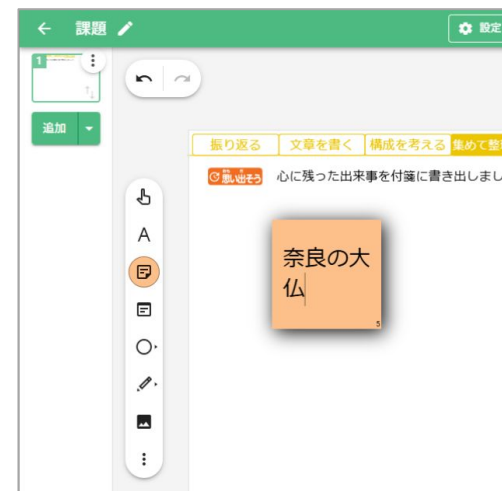 課題
設定
1
追加
振り返る 文章を書く 構成を考える 集めて整
思い出そう 心に残った出来事を付箋に書き出しまし
A
奈良の大
仏
5